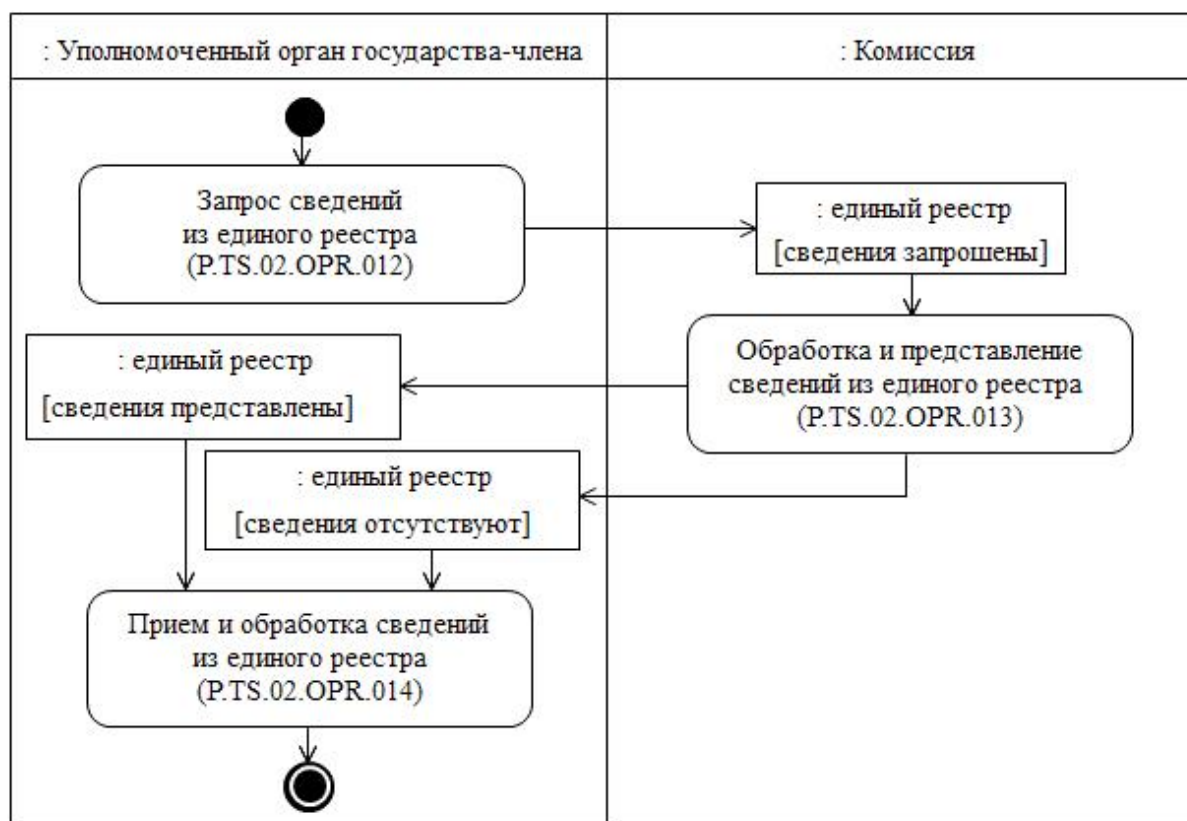 : Уполномоченный орган государства-члена
: Комиссия
Запрос сведений
из единого реестра
(P.TS.02.OPR.012)
: единый реестр
[сведения запрошены]
Обработка и представление
сведений из единого реестра
(P.TS.02.OPR.013)
: единый реестр
[сведения представлены]
: единый реестр
[сведения отсутствуют]
Прием и обработка сведений
из единого реестра
(P.TS.02.OPR.014)